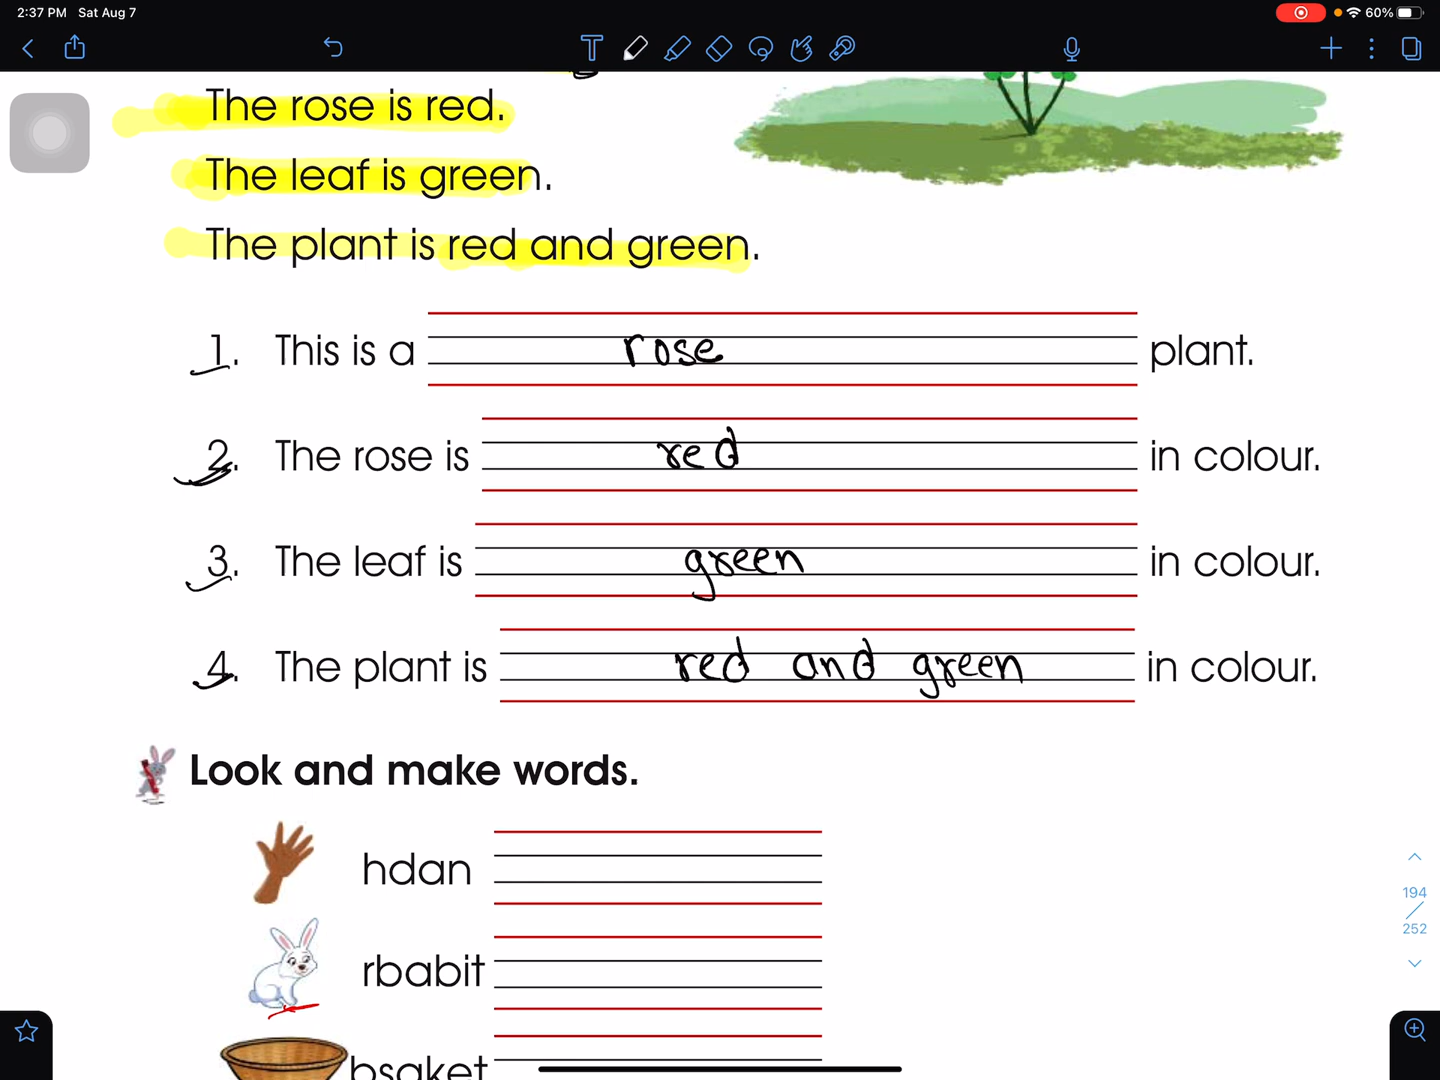 2:37 PM Sat Aug 7
60%
The rose is red.
The leaf is green.
The plant is red and green.
1. This is a rose plant.
2. The rose is red in colour.
3. The leaf is green in colour.
4. The plant is red and green in colour.
Look and make words.
hdan
rbabit
bsaket
194
252